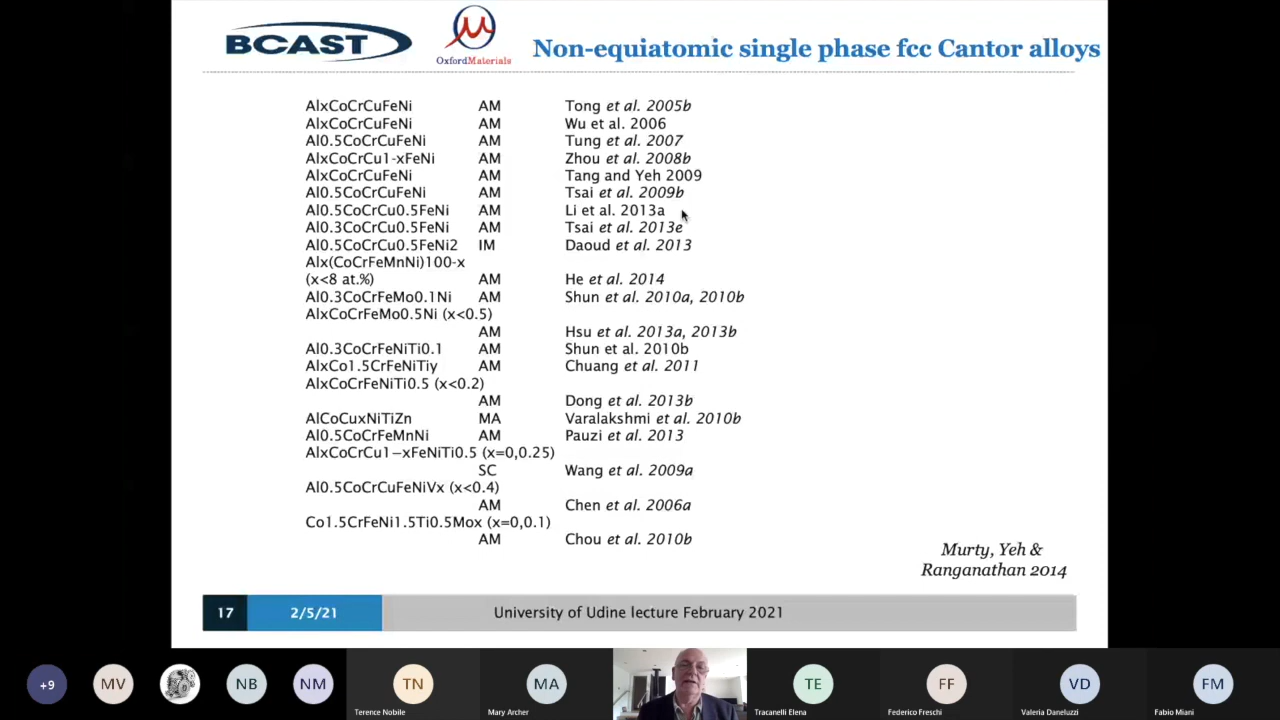 BCAST
OxfordMaterials
Non-equiatomic single phase fcc Cantor alloys
AlxCoCrCuFeNi AM Tong et al. 2005b
AlxCoCrCuFeNi AM Wu et al. 2006
Al0.5CoCrCuFeNi AM Tung et al. 2007
AlxCoCrCu1-xFeNi AM Zhou et al. 2008b
AlxCoCrCuFeNi AM Tang and Yeh 2009
Al0.5CoCrCuFeNi AM Tsai et al. 2009b
Al0.5CoCrCu0.5FeNi AM Li et al. 2013a
Al0.3CoCrCu0.5FeNi AM Tsai et al. 2013e
Al0.5CoCrCu0.5FeNi2 IM Daoud et al. 2013
Alx(CoCrFeMnNi)100-x
(x<8 at.%) AM He et al. 2014
Al0.3CoCrFeMo0.1Ni AM Shun et al. 2010a, 2010b
AlxCoCrFeMo0.5Ni (x<0.5)
AM Hsu et al. 2013a, 2013b
Al0.3CoCrFeNiTi0.1 AM Shun et al. 2010b
AlxCo1.5CrFeNiTiy AM Chuang et al. 2011
AlxCoCrFeNiTi0.5 (x<0.2)
AM Dong et al. 2013b
AlCoCuxNiTiZn MA Varalakshmi et al. 2010b
Al0.5CoCrFeMnNi AM Pauzi et al. 2013
AlxCoCrCu1−xFeNiTi0.5 (x=0,0.25)
SC Wang et al. 2009a
Al0.5CoCrCuFeNiVx (x<0.4)
AM Chen et al. 2006a
Co1.5CrFeNi1.5Ti0.5Mox (x=0,0.1)
AM Chou et al. 2010b
Murty, Yeh &
Ranganathan 2014
17 2/5/21 University of Udine lecture February 2021
+9 MV NB NM TN MA TE FF VD FM
Terence Nobile Mary Archer Tracanelli Elena Federico Freschi Valeria Daneluzzi Fabio Miani